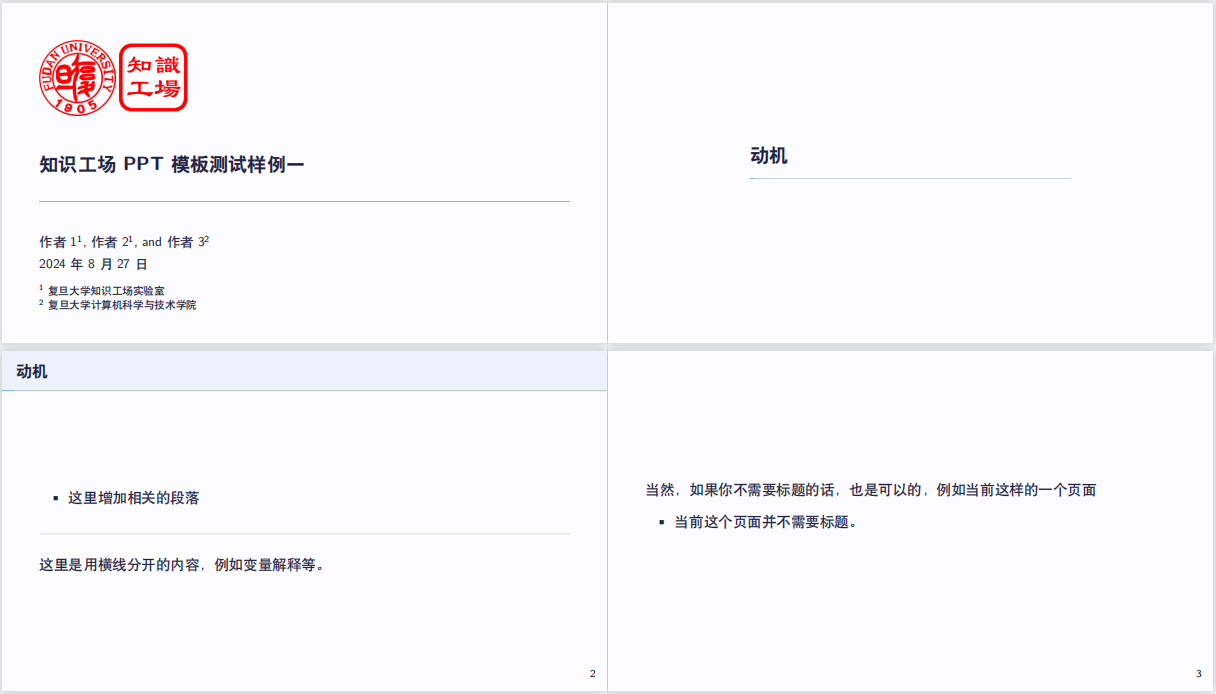 FUDAN UNIVERSITY
復旦
1905
知識
工場
知识工场 PPT 模板测试样例一
作者 1¹, 作者 2¹, and 作者 3²
2024 年 8 月 27 日
¹ 复旦大学知识工场实验室
² 复旦大学计算机科学与技术学院
动机
动机
▪ 这里增加相关的段落
这里是用横线分开的内容，例如变量解释等。
2
当然，如果你不需要标题的话，也是可以的，例如当前这样的一个页面
▪ 当前这个页面并不需要标题。
3